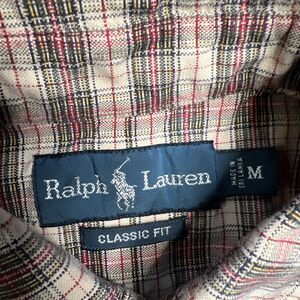 Ralph Lauren
MADE IN
SRI LANKA
M
CLASSIC FIT